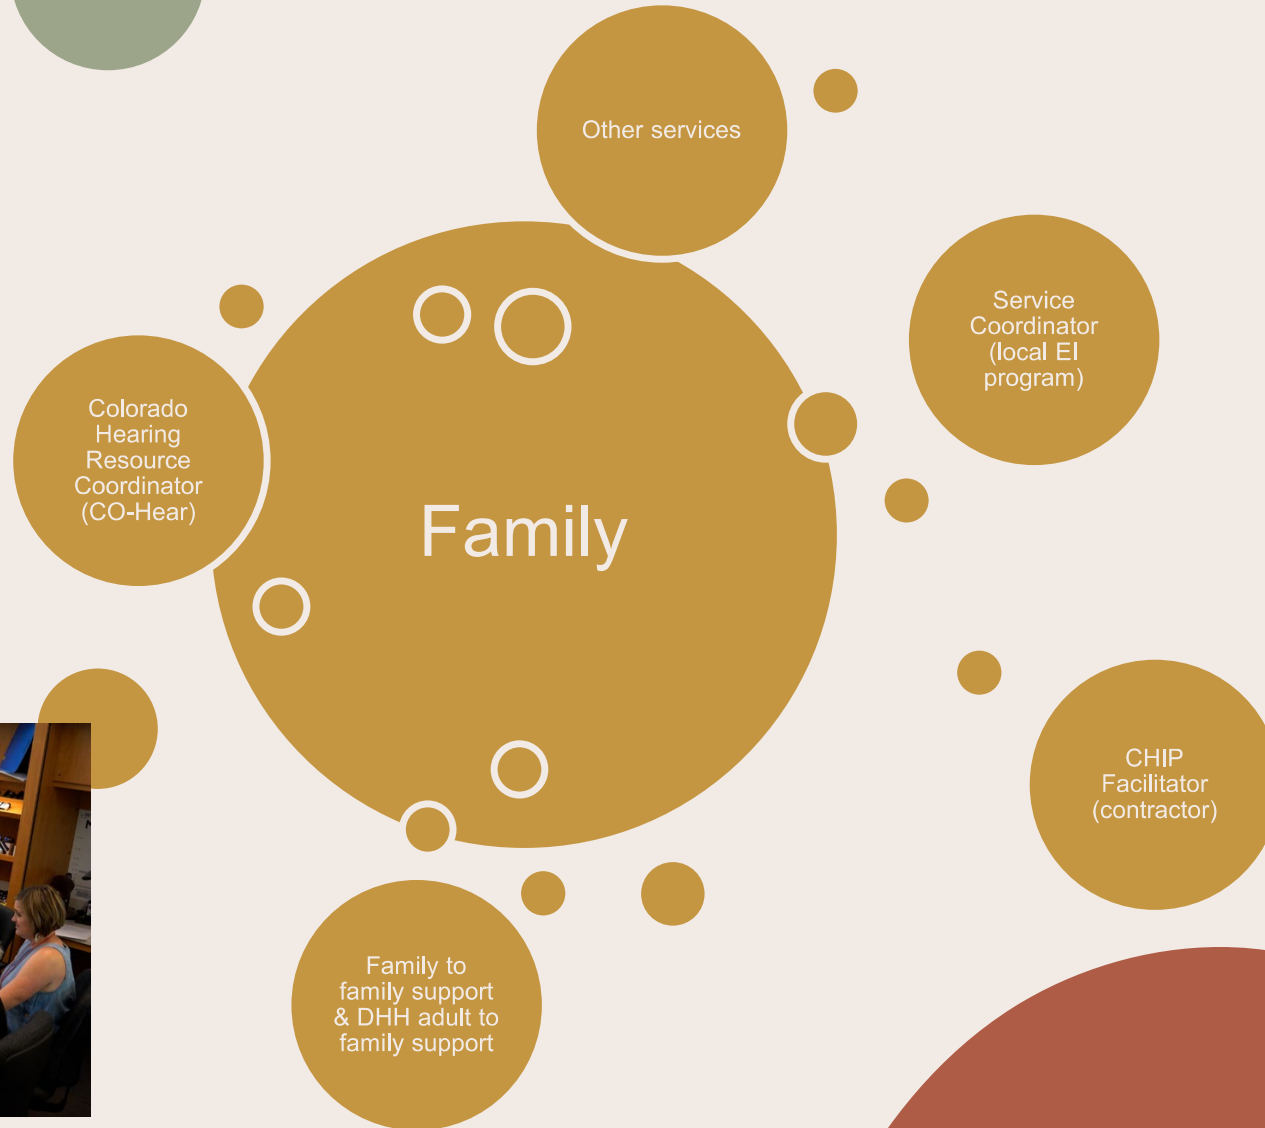 Other services
Service
Coordinator
(local EI
program)
Colorado
Hearing
Resource
Coordinator
(CO-Hear)
Family
CHIP
Facilitator
(contractor)
Family to
family support
& DHH adult to
family support